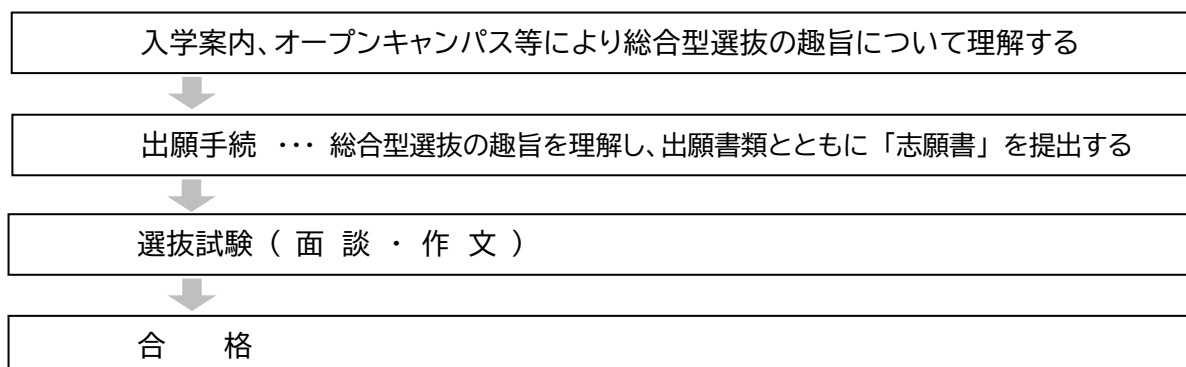 入学案内、オープンキャンパス等により総合型選抜の趣旨について理解する
出願手続 ･･･ 総合型選抜の趣旨を理解し、出願書類とともに「志願書」を提出する
選抜試験（ 面 談 ・ 作 文 ）
合　　格